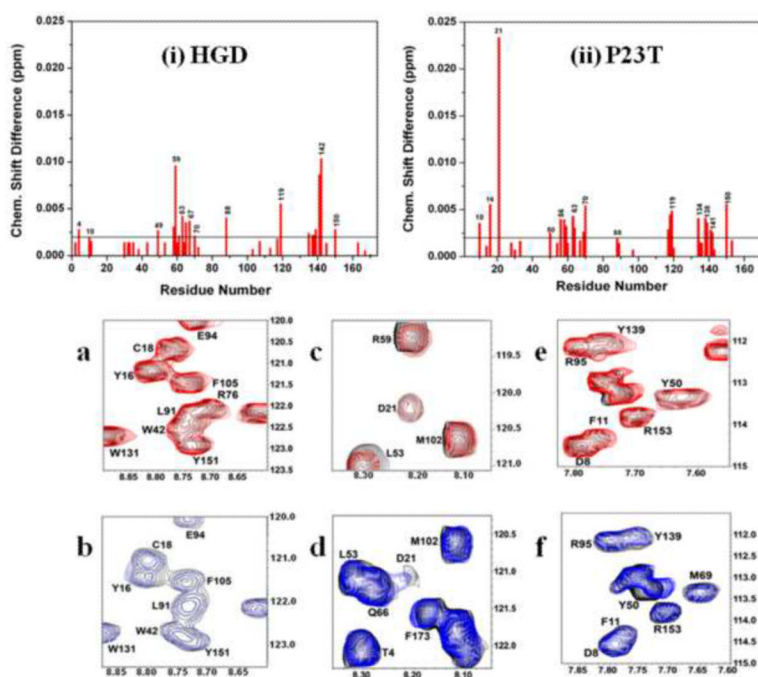 Chem. Shift Difference (ppm)
0.025
0.020
0.015
0.010
0.005
0.000
(i) HGD
4
10
49
59
63
67
70
88
119
142
150
0 20 40 60 80 100 120 140 160
Residue Number
Chem. Shift Difference (ppm)
0.025
0.020
0.015
0.010
0.005
0.000
(ii) P23T
10
16
21
50
63
70
88
119
134
138
141
150
0 20 40 60 80 100 120 140 160
Residue Number
a
E94
C18
Y16
F105
R76
L91
W42
W131
Y151
120.0
120.5
121.0
121.5
122.0
122.5
123.0
123.5
8.85 8.80 8.75 8.70 8.65
c
R59
D21
M102
L53
119.5
120.0
120.5
121.0
8.30 8.20 8.10
e
Y139
R95
Y50
F11
R153
D8
112
113
114
115
7.80 7.70 7.60
b
E94
C18
Y16
F105
L91
W42
W131
Y151
120.0
121.0
122.0
123.0
8.85 8.80 8.75 8.70 8.65
d
M102
L53
D21
Q66
F173
T4
120.5
121.0
121.5
122.0
8.30 8.20 8.10
f
R95
Y139
M69
Y50
F11
R153
D8
112.0
112.5
113.0
113.5
114.0
114.5
115.0
7.85 7.80 7.75 7.70 7.65 7.60